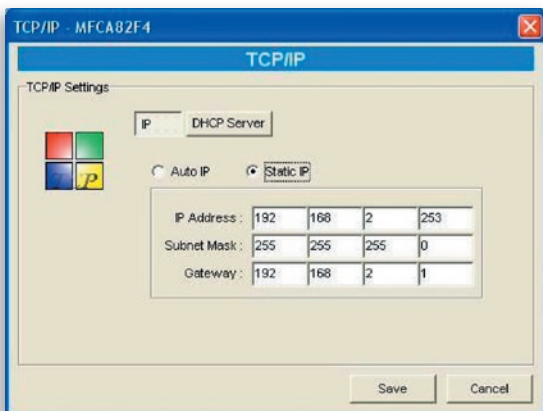 TCP/IP - MFCA82F4
TCP/IP
TCP/IP Settings
IP DHCP Server
Auto IP Static IP
IP Address : 192 168 2 253
Subnet Mask : 255 255 255 0
Gateway : 192 168 2 1
Save Cancel